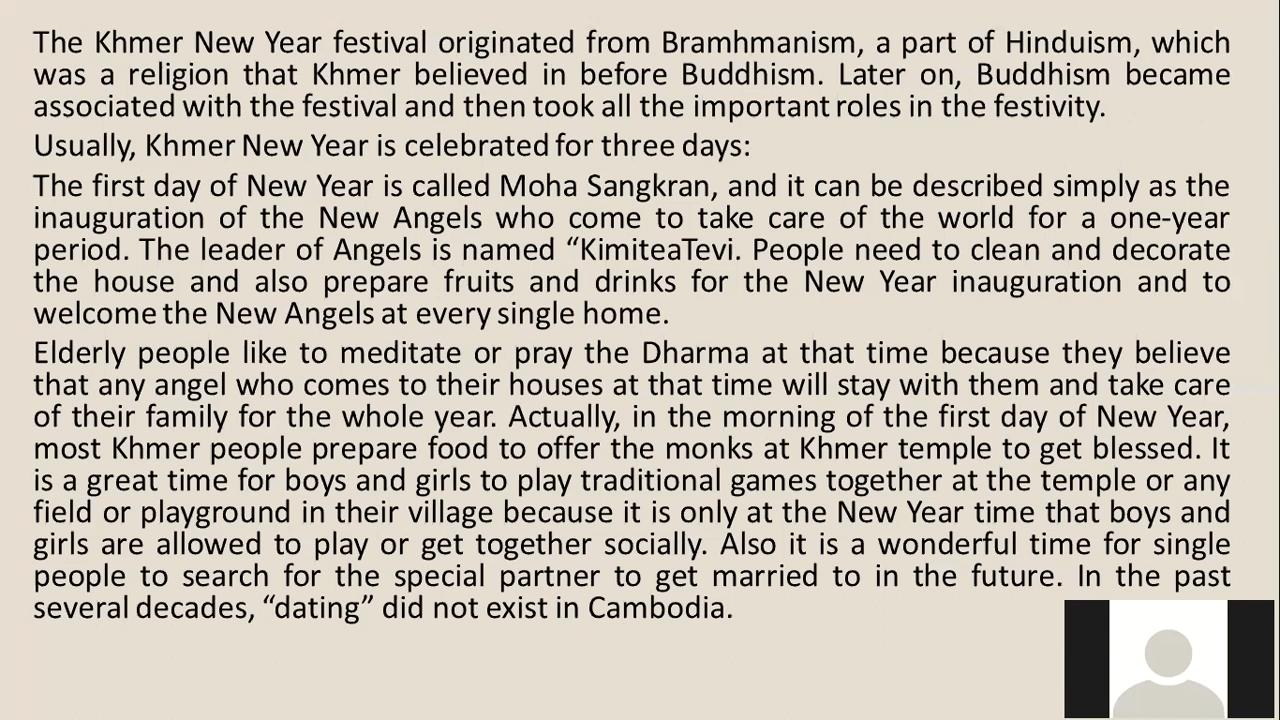 The Khmer New Year festival originated from Bramhmanism, a part of Hinduism, which
was a religion that Khmer believed in before Buddhism. Later on, Buddhism became
associated with the festival and then took all the important roles in the festivity.
Usually, Khmer New Year is celebrated for three days:
The first day of New Year is called Moha Sangkran, and it can be described simply as the
inauguration of the New Angels who come to take care of the world for a one-year
period. The leader of Angels is named “KimiteaTevi. People need to clean and decorate
the house and also prepare fruits and drinks for the New Year inauguration and to
welcome the New Angels at every single home.
Elderly people like to meditate or pray the Dharma at that time because they believe
that any angel who comes to their houses at that time will stay with them and take care
of their family for the whole year. Actually, in the morning of the first day of New Year,
most Khmer people prepare food to offer the monks at Khmer temple to get blessed. It
is a great time for boys and girls to play traditional games together at the temple or any
field or playground in their village because it is only at the New Year time that boys and
girls are allowed to play or get together socially. Also it is a wonderful time for single
people to search for the special partner to get married to in the future. In the past
several decades, “dating” did not exist in Cambodia.